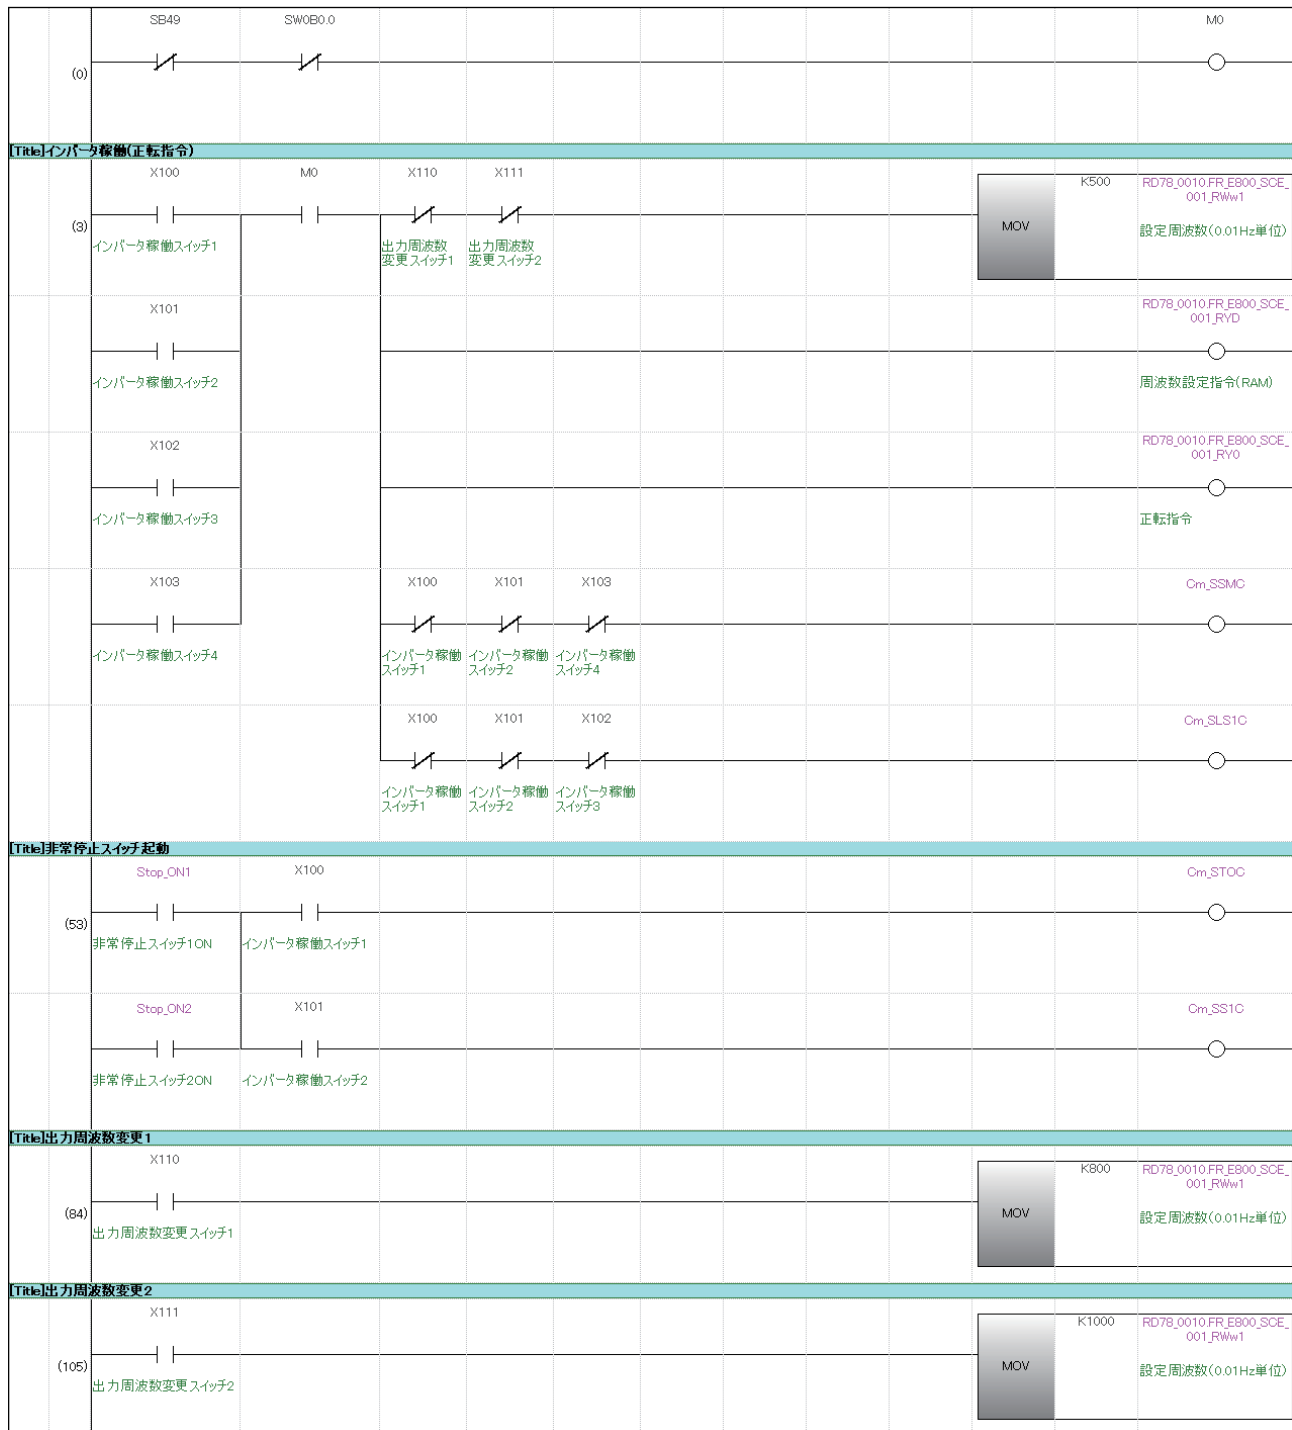 SB49 SW0B0.0 M0
(0)
[Title]インバータ稼働(正転指令)
X100 M0 X110 X111
K500 RD78_0010.FR_E800_SCE_
001_RWw1
(3)
MOV
インバータ稼働スイッチ1
出力周波数
変更スイッチ1
出力周波数
変更スイッチ2
設定周波数(0.01Hz単位)
X101
RD78_0010.FR_E800_SCE_
001_RYD
インバータ稼働スイッチ2
周波数設定指令(RAM)
X102
RD78_0010.FR_E800_SCE_
001_RY0
インバータ稼働スイッチ3
正転指令
X103 X100 X101 X103 Cm_SSMC
インバータ稼働スイッチ4
インバータ稼働
スイッチ1
インバータ稼働
スイッチ2
インバータ稼働
スイッチ4
X100 X101 X102 Cm_SLS1C
インバータ稼働
スイッチ1
インバータ稼働
スイッチ2
インバータ稼働
スイッチ3
[Title]非常停止スイッチ起動
Stop_ON1 X100 Cm_STOC
(53)
非常停止スイッチ1ON インバータ稼働スイッチ1
Stop_ON2 X101 Cm_SS1C
非常停止スイッチ2ON インバータ稼働スイッチ2
[Title]出力周波数変更1
X110
K800 RD78_0010.FR_E800_SCE_
001_RWw1
(84)
MOV
出力周波数変更スイッチ1
設定周波数(0.01Hz単位)
[Title]出力周波数変更2
X111
K1000 RD78_0010.FR_E800_SCE_
001_RWw1
(105)
MOV
出力周波数変更スイッチ2
設定周波数(0.01Hz単位)